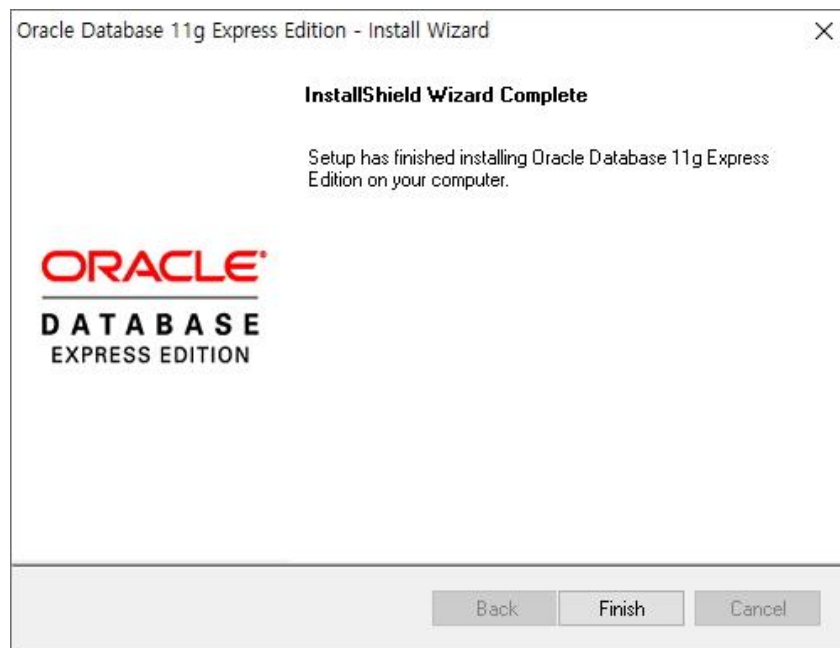 Oracle Database 11g Express Edition - Install Wizard
InstallShield Wizard Complete
Setup has finished installing Oracle Database 11g Express
Edition on your computer.
ORACLE
DATABASE
EXPRESS EDITION
Back Finish Cancel